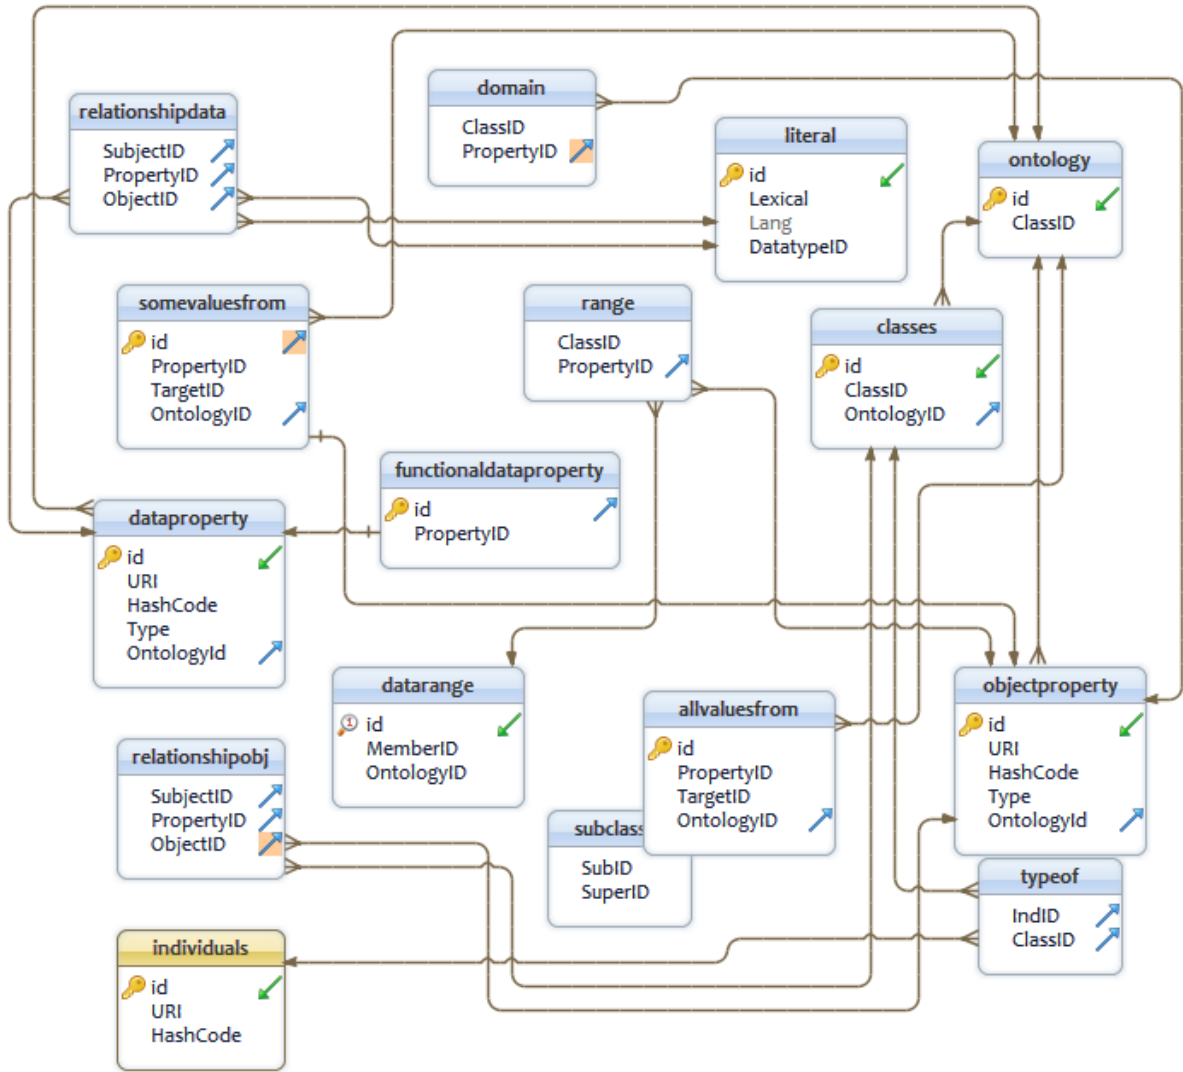 domain
ClassID
PropertyID
relationshipdata
SubjectID
PropertyID
ObjectID
literal
id
Lexical
Lang
DatatypeID
ontology
id
ClassID
somevaluesfrom
id
PropertyID
TargetID
OntologyID
range
ClassID
PropertyID
classes
id
ClassID
OntologyID
functionaldataproperty
id
PropertyID
dataproperty
id
URI
HashCode
Type
OntologyId
datarange
id
MemberID
OntologyID
allvaluesfrom
id
PropertyID
TargetID
OntologyID
objectproperty
id
URI
HashCode
Type
OntologyId
relationshipobj
SubjectID
PropertyID
ObjectID
subclass
SubID
SuperID
typeof
IndID
ClassID
individuals
id
URI
HashCode